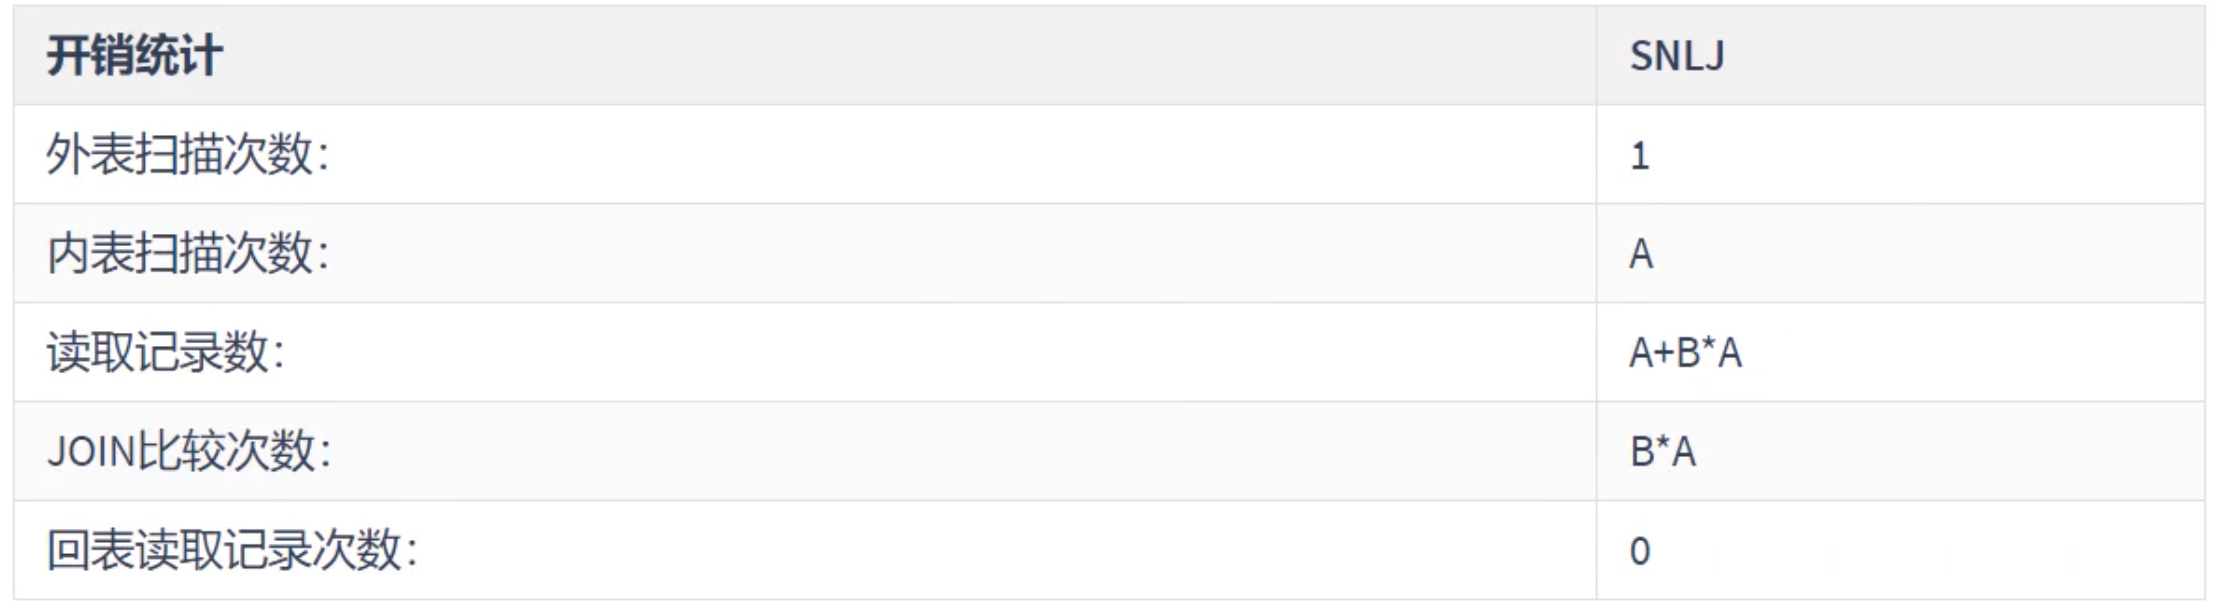 开销统计 SNLJ
外表扫描次数： 1
内表扫描次数： A
读取记录数： A+B*A
JOIN比较次数： B*A
回表读取记录次数： 0